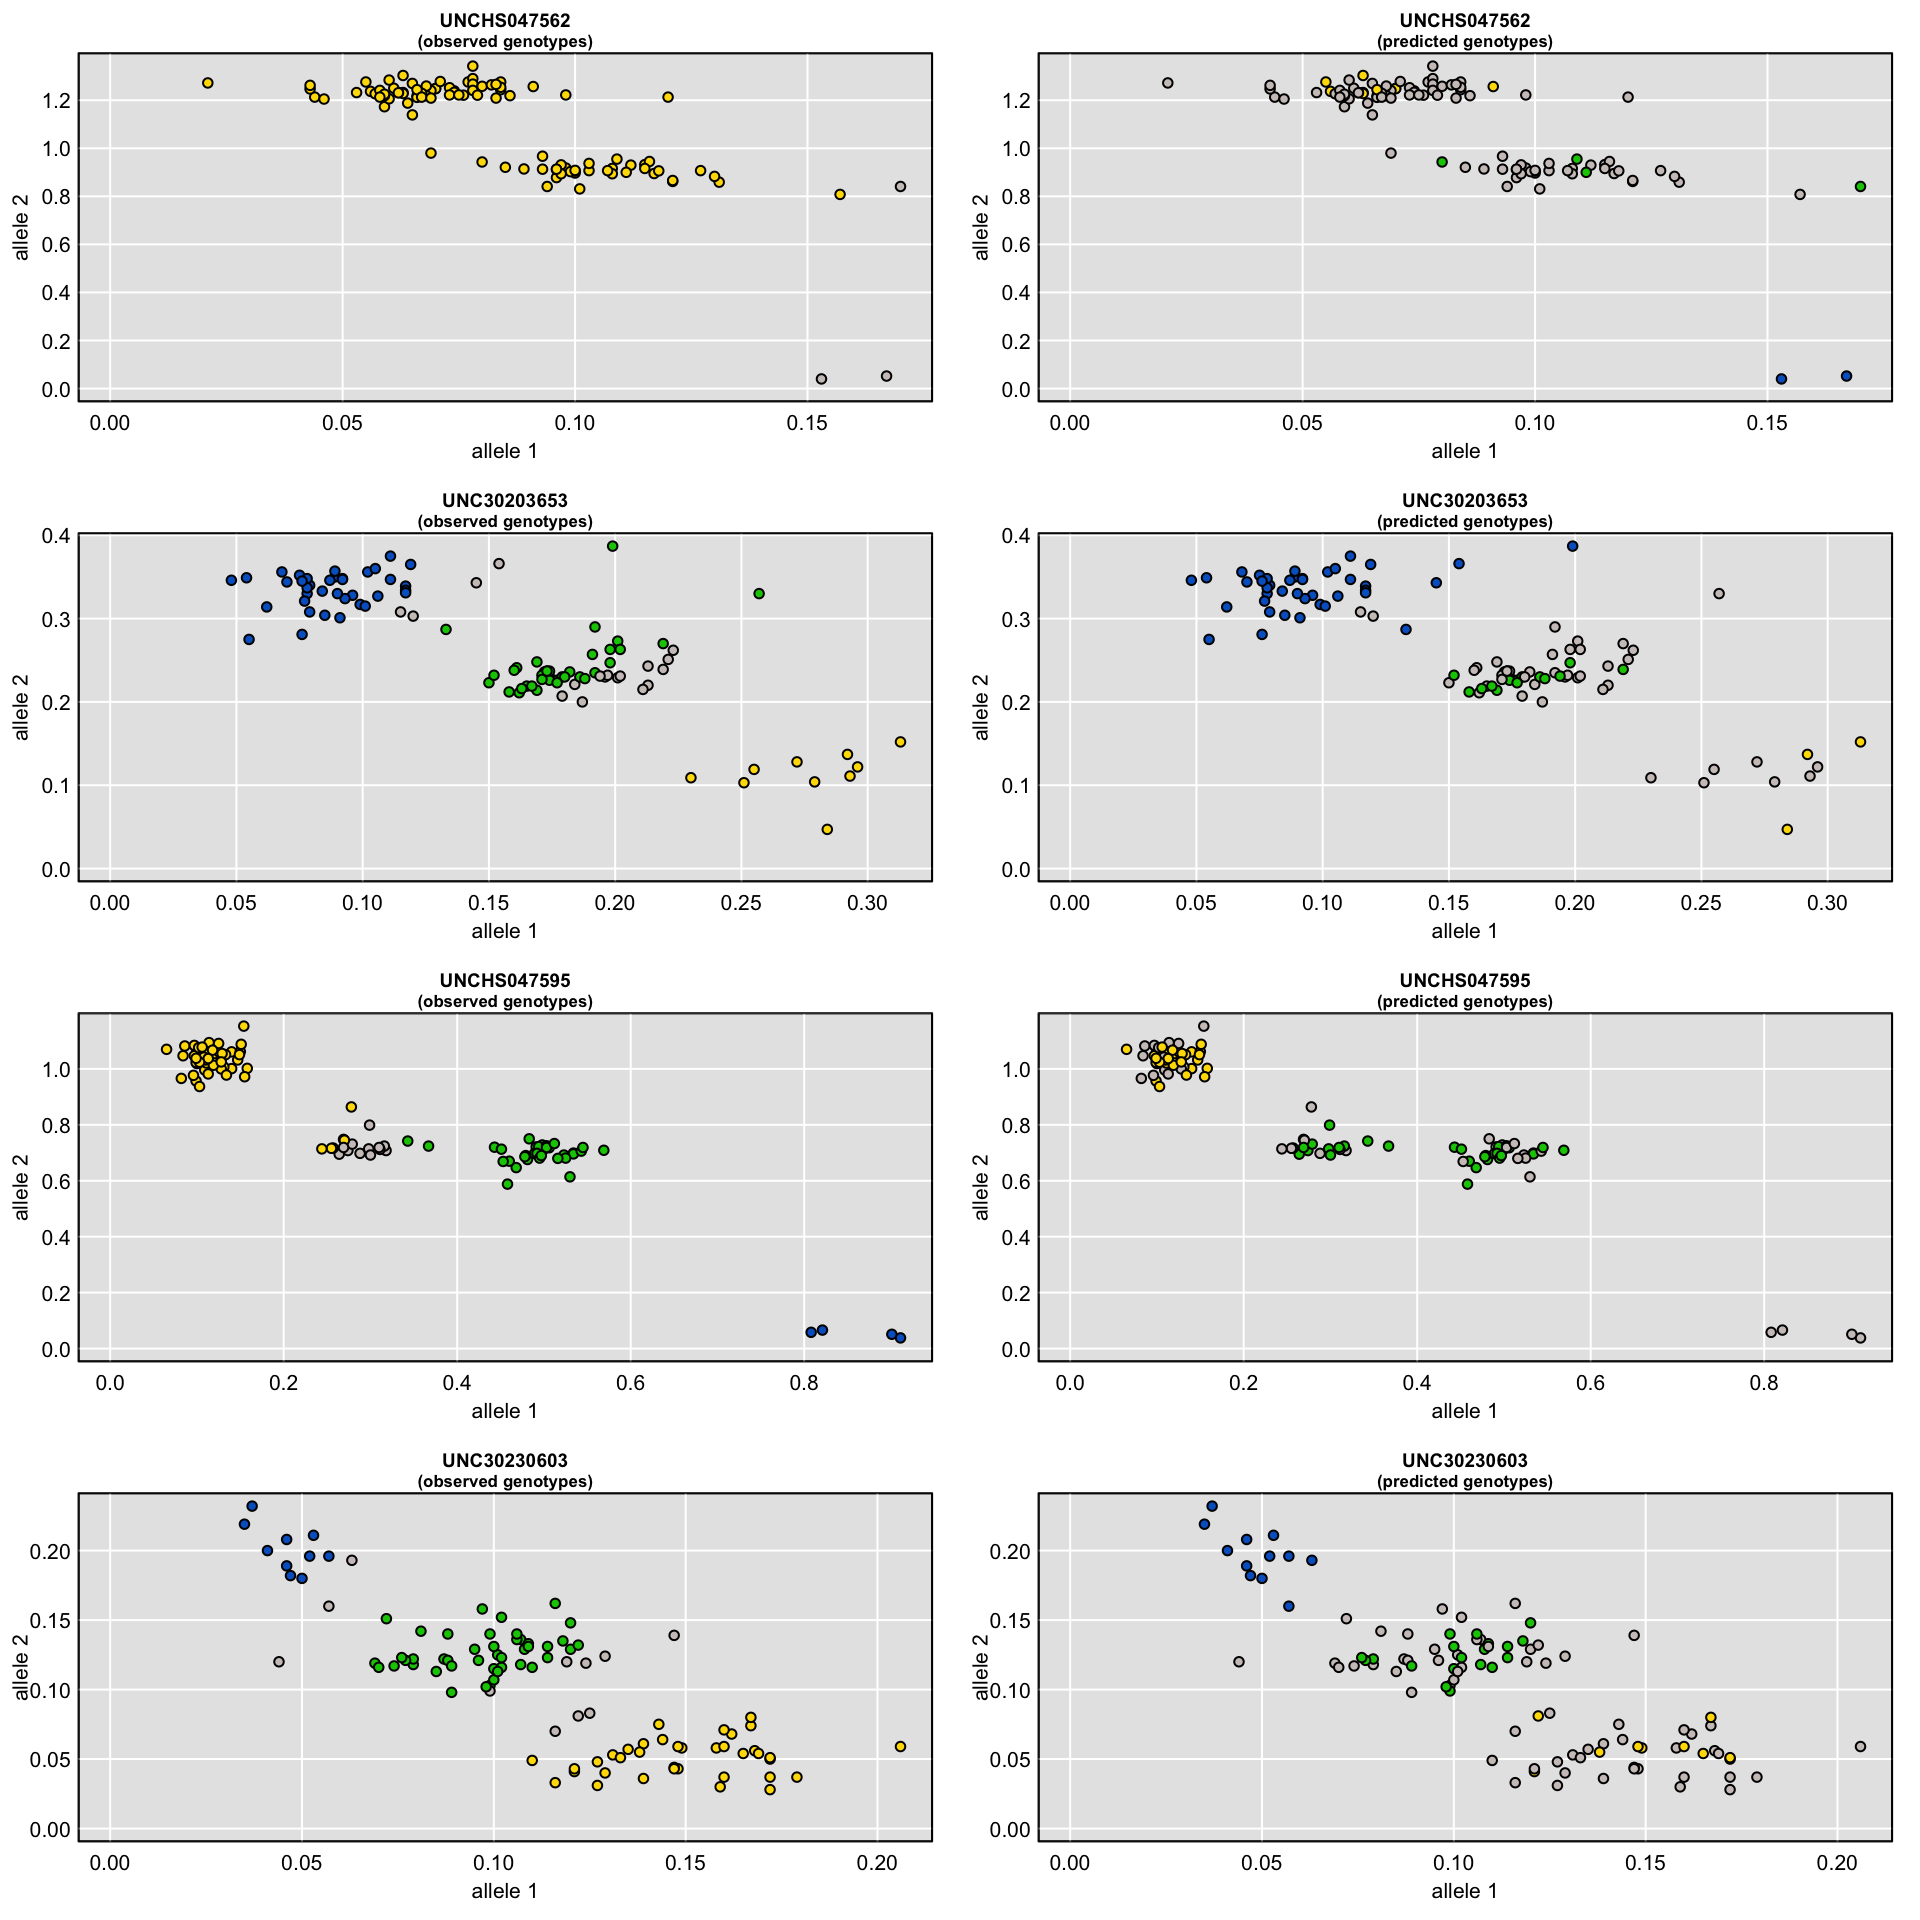 UNCHS047562
(observed genotypes)
allele 2
1.2
1.0
0.8
0.6
0.4
0.2
0.0
0.00 0.05 0.10 0.15
allele 1
UNCHS047562
(predicted genotypes)
allele 2
1.2
1.0
0.8
0.6
0.4
0.2
0.0
0.00 0.05 0.10 0.15
allele 1
UNC30203653
(observed genotypes)
allele 2
0.4
0.3
0.2
0.1
0.0
0.00 0.05 0.10 0.15 0.20 0.25 0.30
allele 1
UNC30203653
(predicted genotypes)
allele 2
0.4
0.3
0.2
0.1
0.0
0.00 0.05 0.10 0.15 0.20 0.25 0.30
allele 1
UNCHS047595
(observed genotypes)
allele 2
1.0
0.8
0.6
0.4
0.2
0.0
0.0 0.2 0.4 0.6 0.8
allele 1
UNCHS047595
(predicted genotypes)
allele 2
1.0
0.8
0.6
0.4
0.2
0.0
0.0 0.2 0.4 0.6 0.8
allele 1
UNC30230603
(observed genotypes)
allele 2
0.20
0.15
0.10
0.05
0.00
0.00 0.05 0.10 0.15 0.20
allele 1
UNC30230603
(predicted genotypes)
allele 2
0.20
0.15
0.10
0.05
0.00
0.00 0.05 0.10 0.15 0.20
allele 1